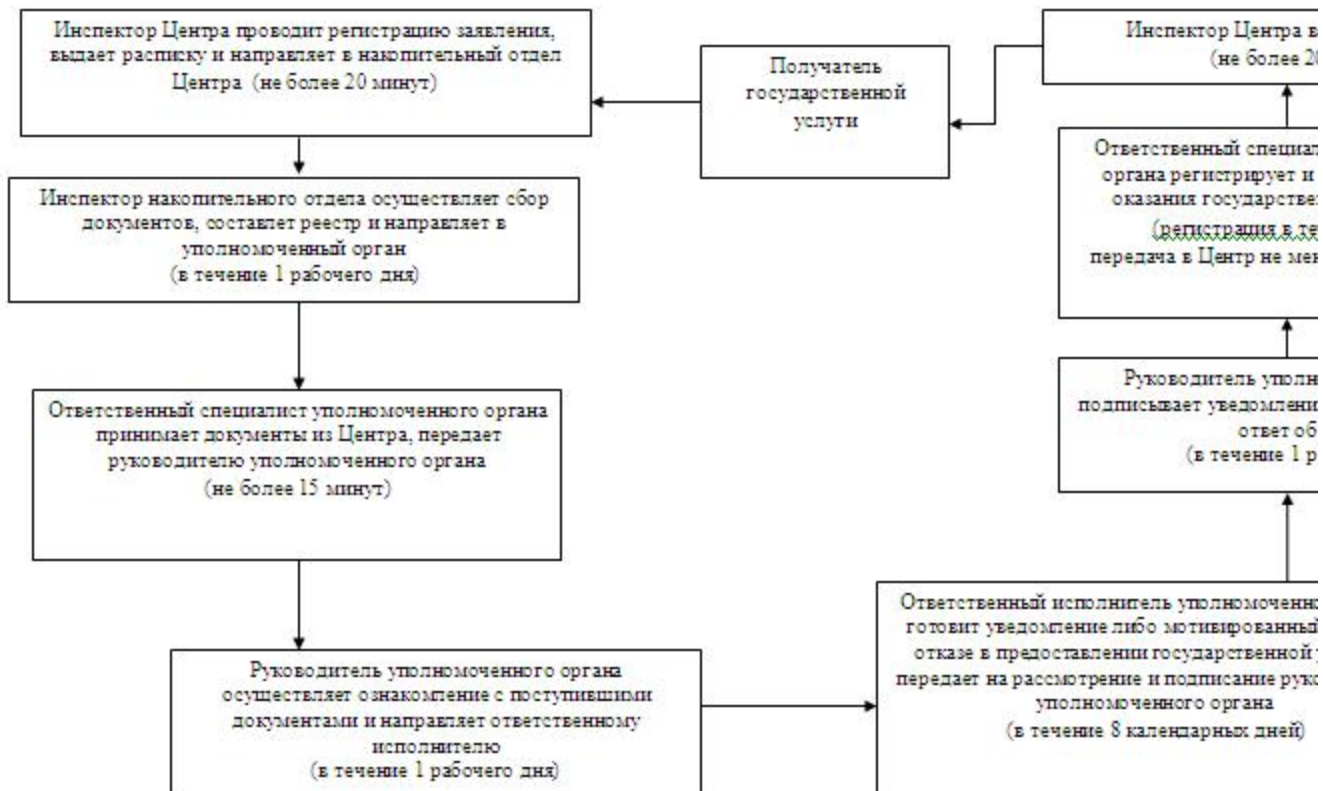 Инспектор Центра проводит регистрацию заявления,
выдает расписку и направляет в накопительный отдел
Центра (не более 20 минут)
Получатель
государственной
услуги
Инспектор Центра в
(не более 20
Инспектор накопительного отдела осуществляет сбор
документов, составлет реестр и направляет в
уполномоченный орган
(в течение 1 рабочего дня)
Ответственный специал
органа регистрирует и
оказания государствен
(регистрация в те
передача в Центр не мен
Ответственный специалист уполномоченного органа
принимает документы из Центра, передает
руководителю уполномоченного органа
(не более 15 минут)
Руководитель уполн
подписывает уведомлени
ответ об
(в течение 1 р
Руководитель уполномоченного органа
осуществляет ознакомление с поступившими
документами и направляет ответственному
исполнителю
(в течение 1 рабочего дня)
Ответственный исполнитель уполномоченно
готовит уведомление либо мотивированный
отказе в предоставлении государственной у
передает на рассмотрение и подписание руко
уполномоченного органа
(в течение 8 календарных дней)